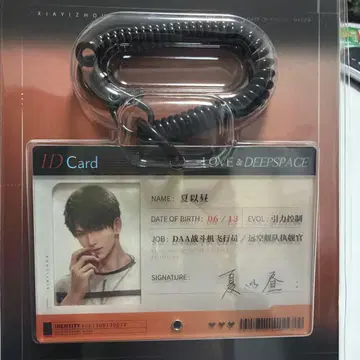 XIAYIZHOU
ID Card
LOVE & DEEPSPACE
NAME: 夏以昼
DATE OF BIRTH: 06 / 13 EVOL: 引力控制
JOB: DAA战斗机飞行员 / 远空舰队执舰官
SIGNATURE: 夏以昼
IDENTITY